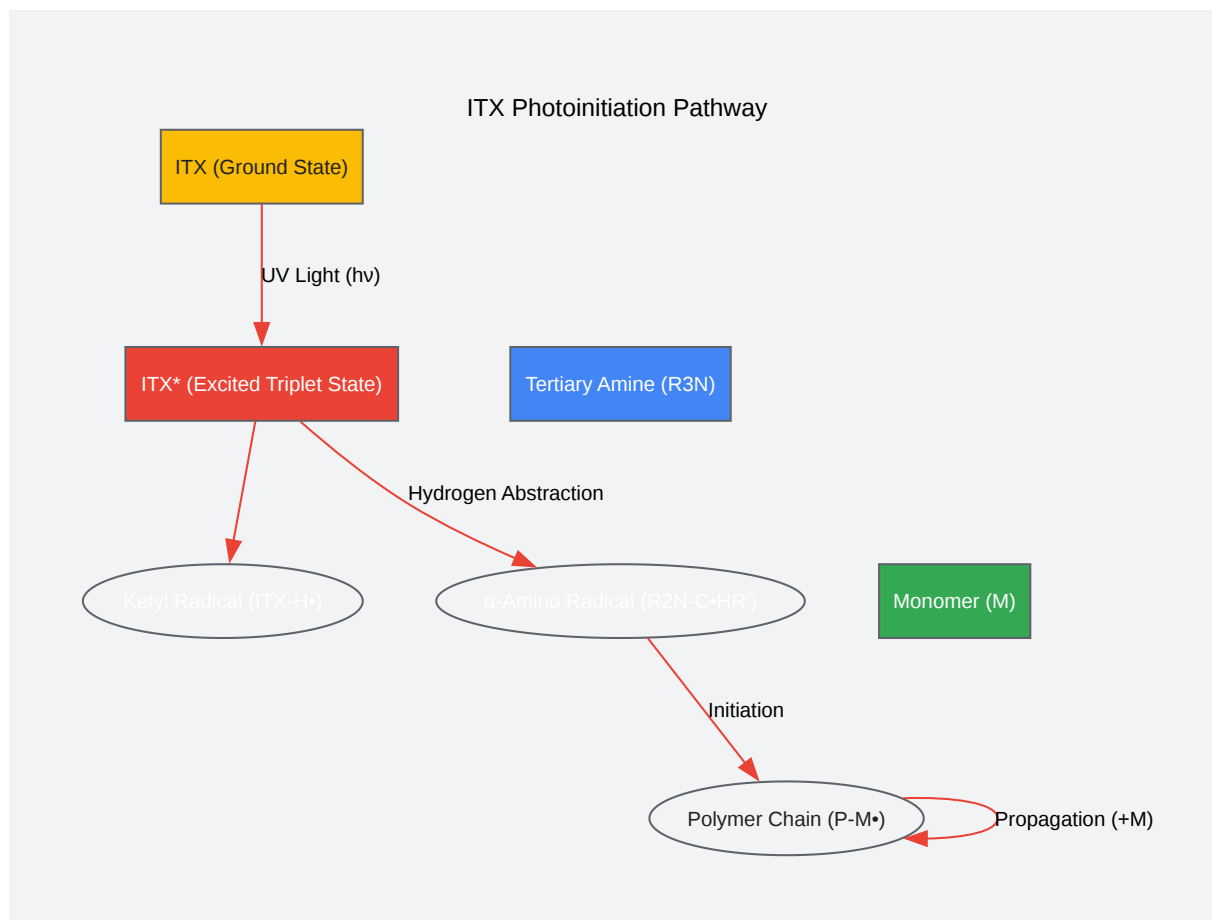 ITX Photoinitiation Pathway
ITX (Ground State)
UV Light (hν)
ITX* (Excited Triplet State)
Tertiary Amine (R3N)
Hydrogen Abstraction
Ketyl Radical (ITX-H•)
α-Amino Radical (R2N-C•HR')
Monomer (M)
Initiation
Polymer Chain (P-M•)
Propagation (+M)